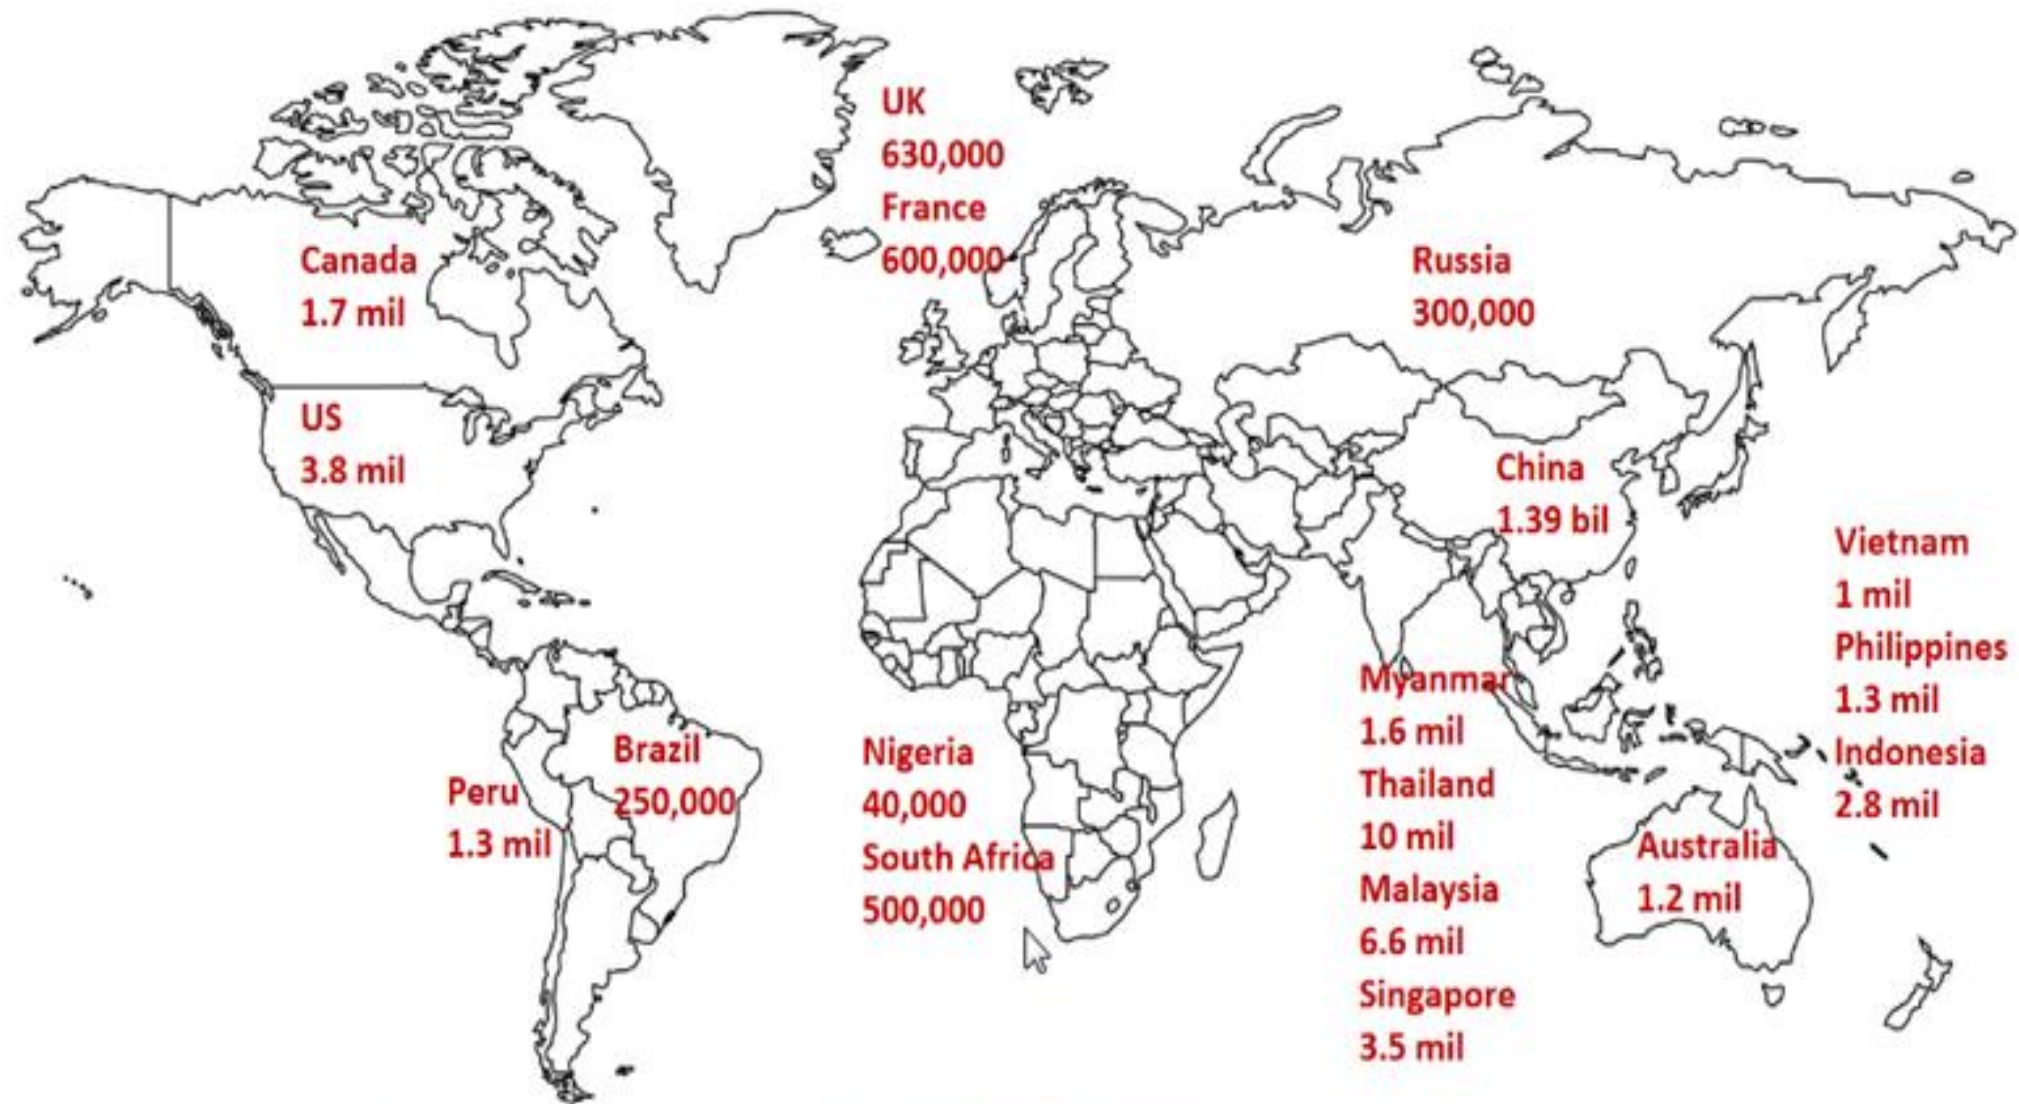 UK
630,000
France
600,000
Canada
1.7 mil
Russia
300,000
US
3.8 mil
China
1.39 bil
Vietnam
1 mil
Philippines
1.3 mil
Indonesia
2.8 mil
Myanmar
1.6 mil
Thailand
10 mil
Malaysia
6.6 mil
Singapore
3.5 mil
Brazil
250,000
Peru
1.3 mil
Nigeria
40,000
South Africa
500,000
Australia
1.2 mil